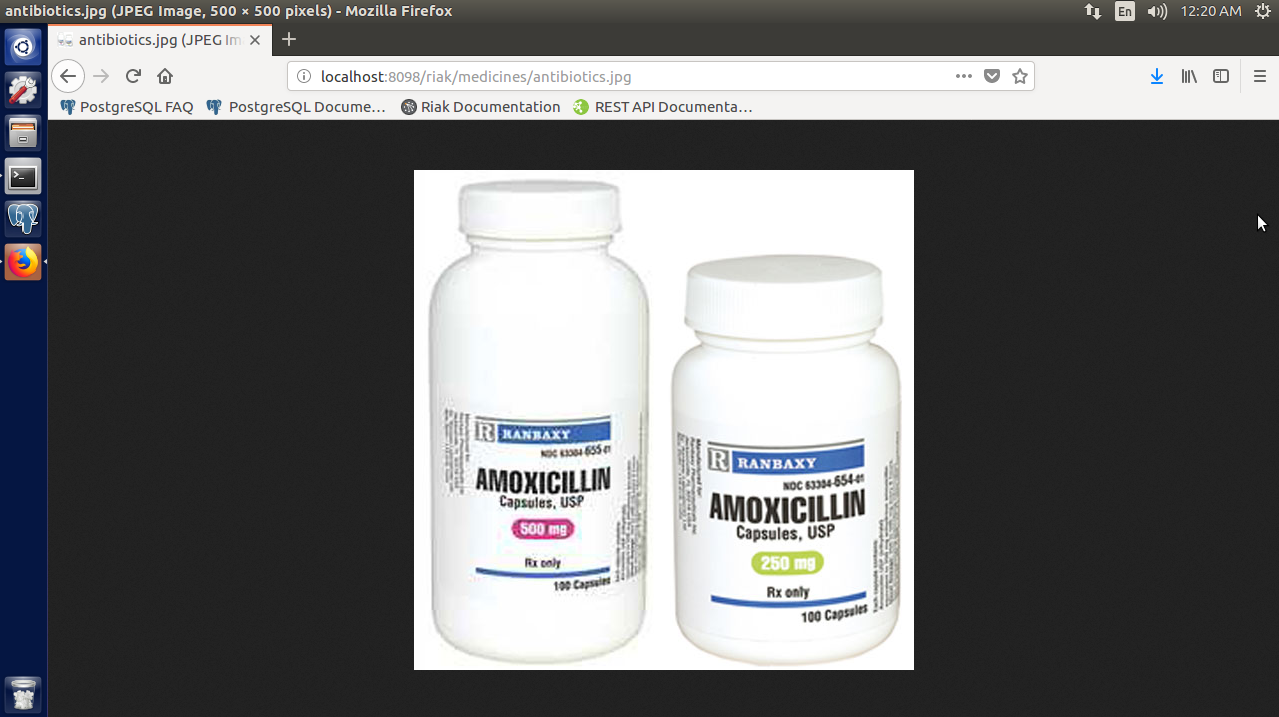 antibiotics.jpg (JPEG Image, 500 × 500 pixels) - Mozilla Firefox
En
12:20 AM
antibiotics.jpg (JPEG Im
localhost:8098/riak/medicines/antibiotics.jpg
PostgreSQL FAQ
PostgreSQL Docume…
Riak Documentation
REST API Documenta…
R RANBAXY
NDC 63304-655-01
AMOXICILLIN
Capsules, USP
500 mg
Rx only
100 Capsules
R RANBAXY
NDC 63304-654-01
AMOXICILLIN
Capsules, USP
250 mg
Rx only
100 Capsules